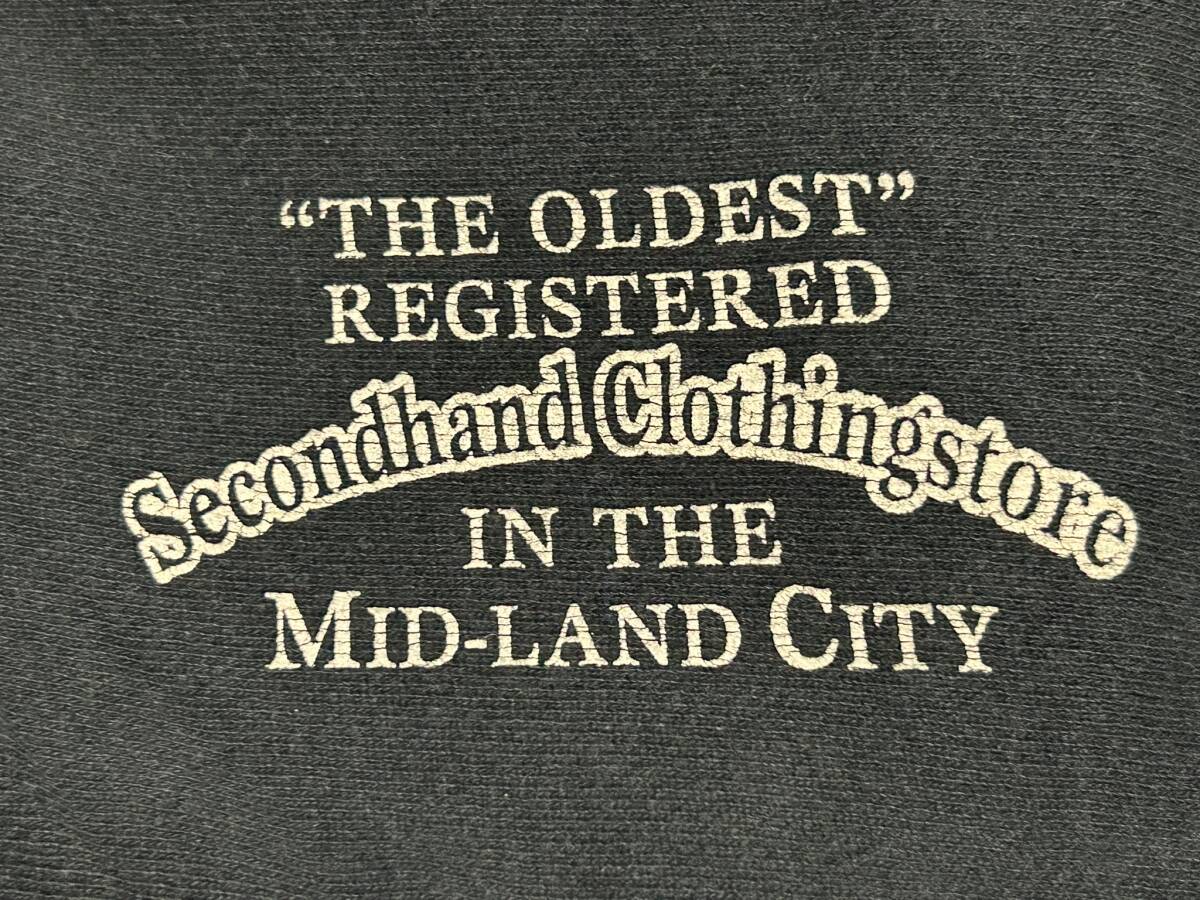 “THE OLDEST”
REGISTERED
Secondhand Clothingstore
IN THE
MID-LAND CITY